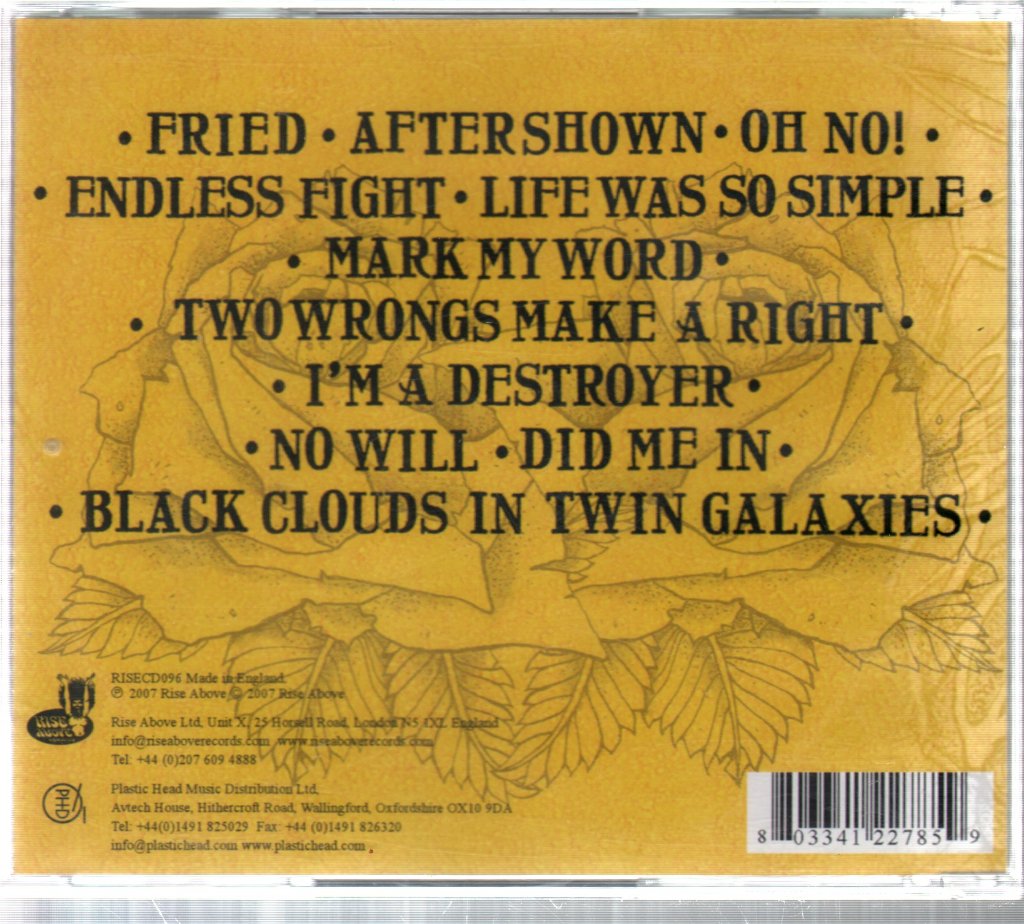 • FRIED • AFTERSHOWN • OH NO! •
• ENDLESS FIGHT • LIFE WAS SO SIMPLE •
• MARK MY WORD •
• TWO WRONGS MAKE A RIGHT •
• I'M A DESTROYER •
• NO WILL • DID ME IN •
• BLACK CLOUDS IN TWIN GALAXIES •
RISECD096 Made in England.
℗ 2007 Rise Above © 2007 Rise Above
Rise Above Ltd, Unit X, 25 Horsell Road, London N5 1XL England
info@riseaboverecords.com www.riseaboverecords.com
Tel: +44 (0)207 609 4888
RISE
ABOVE
Plastic Head Music Distribution Ltd,
Avtech House, Hithercroft Road, Wallingford, Oxfordshire OX10 9DA
Tel: +44(0)1491 825029 Fax: +44 (0)1491 826320
info@plastichead.com www.plastichead.com
PHD
8 03341 22785 9